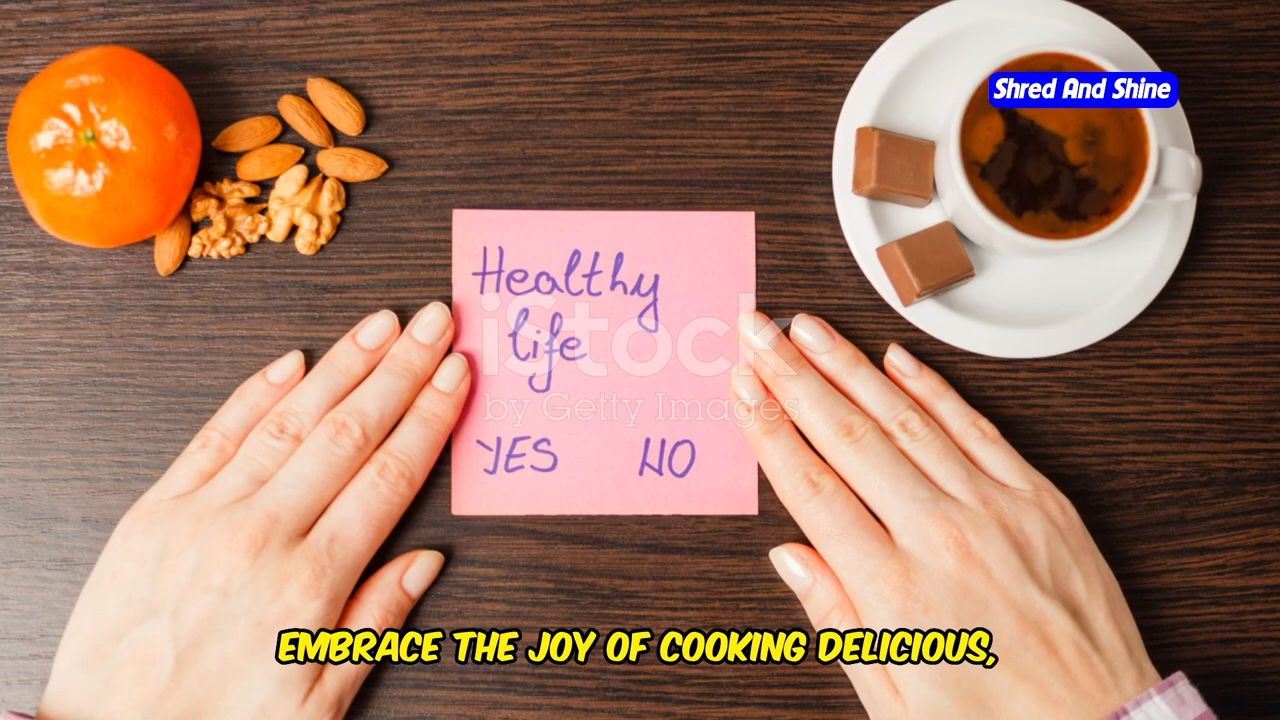 Shred And Shine
Healthy
life
iStock
by Getty Images
YES NO
EMBRACE THE JOY OF COOKING DELICIOUS,